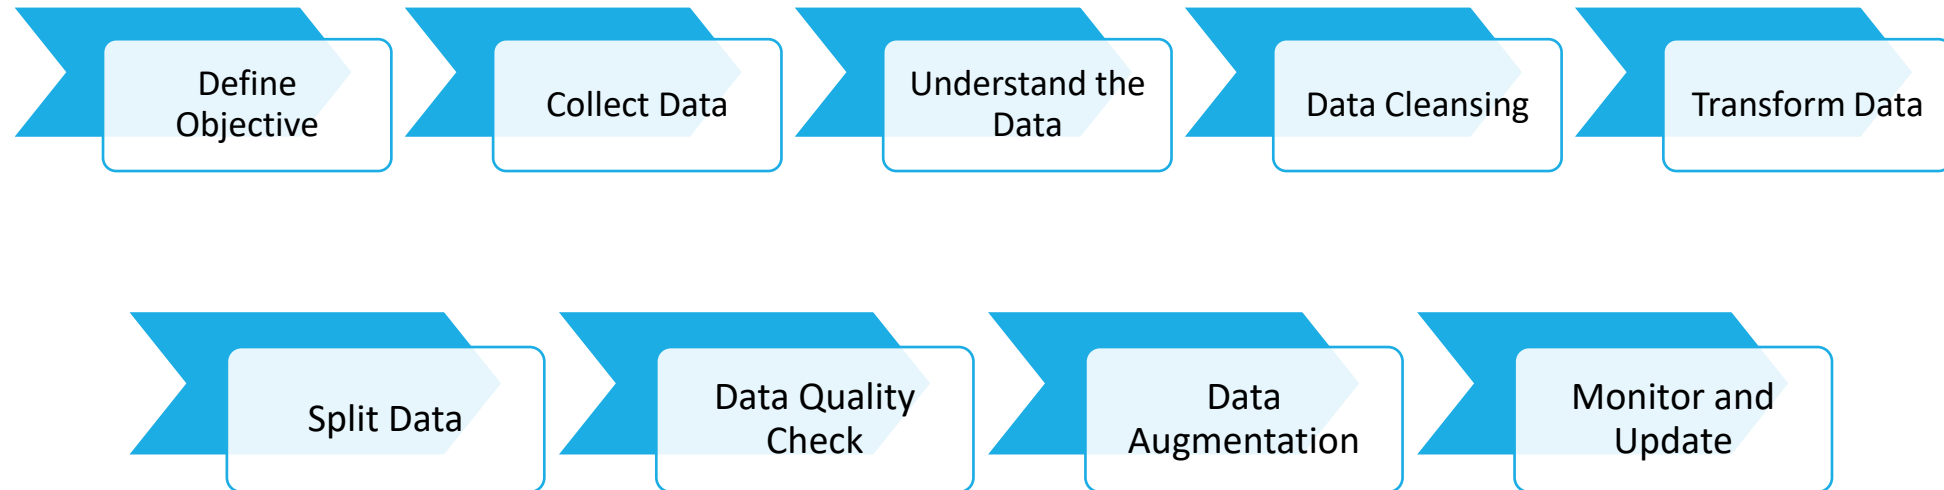 Define
Objective
Collect Data
Understand the
Data
Data Cleansing
Transform Data
Split Data
Data Quality
Check
Data
Augmentation
Monitor and
Update